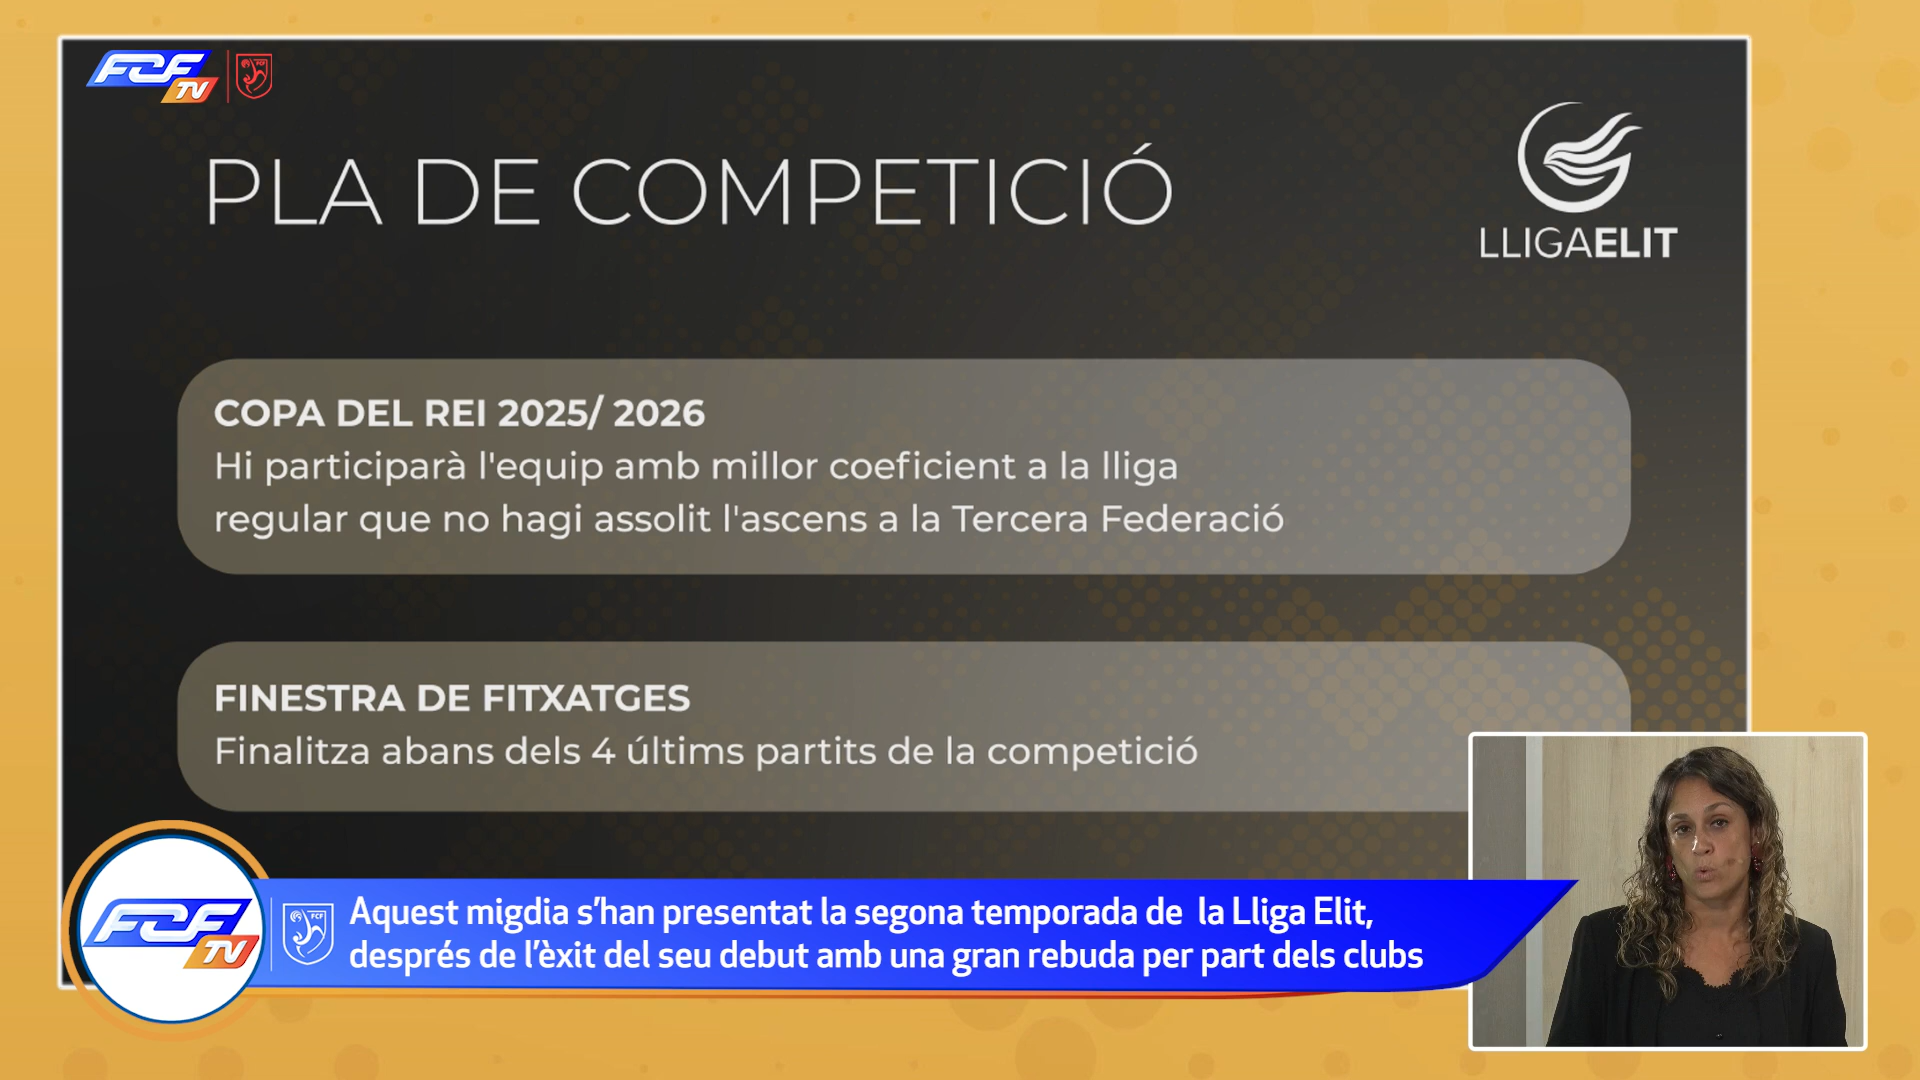 FCF
TV
FCF
PLA DE COMPETICIÓ
LLIGAELIT
COPA DEL REI 2025/ 2026
Hi participarà l'equip amb millor coeficient a la lliga
regular que no hagi assolit l'ascens a la Tercera Federació
FINESTRA DE FITXATGES
Finalitza abans dels 4 últims partits de la competició
FCF
TV
FCF
Aquest migdia s’han presentat la segona temporada de  la Lliga Elit,
després de l’èxit del seu debut amb una gran rebuda per part dels clubs